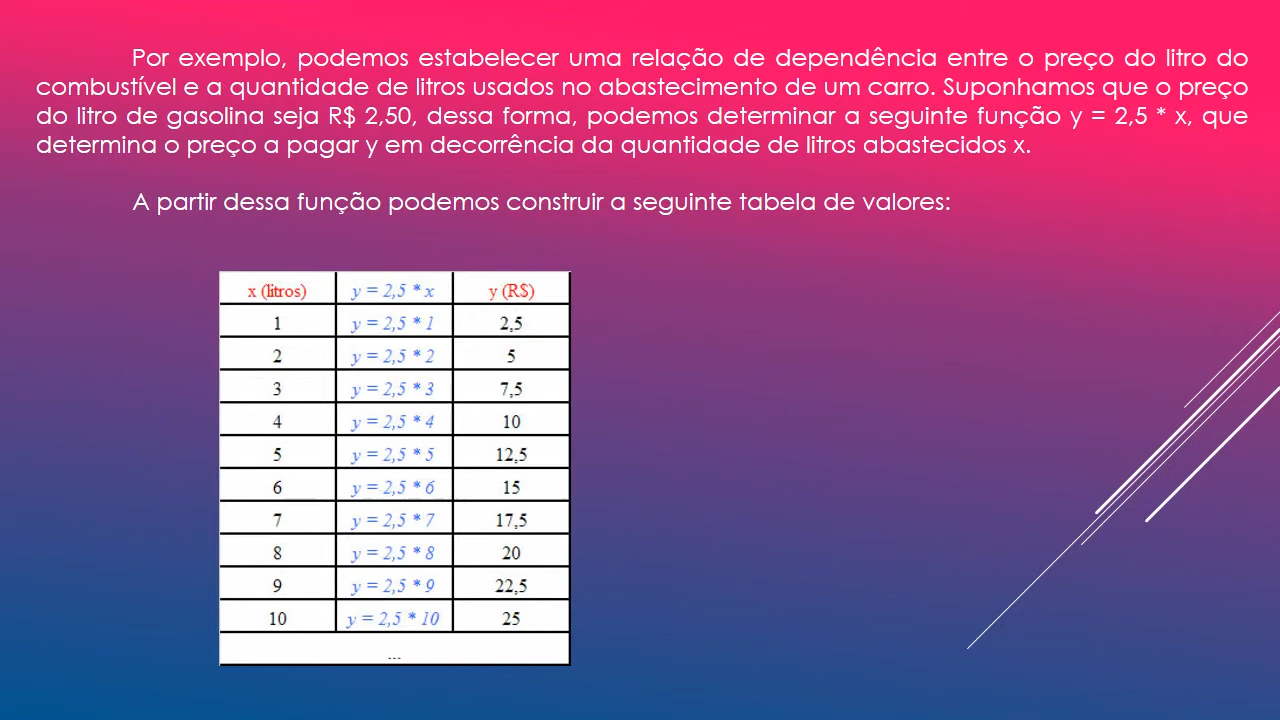 Por exemplo, podemos estabelecer uma relação de dependência entre o preço do litro do
combustível e a quantidade de litros usados no abastecimento de um carro. Suponhamos que o preço
do litro de gasolina seja R$ 2,50, dessa forma, podemos determinar a seguinte função y = 2,5 * x, que
determina o preço a pagar y em decorrência da quantidade de litros abastecidos x.
A partir dessa função podemos construir a seguinte tabela de valores:
x (litros) y = 2,5 * x y (R$)
1 y = 2,5 * 1 2,5
2 y = 2,5 * 2 5
3 y = 2,5 * 3 7,5
4 y = 2,5 * 4 10
5 y = 2,5 * 5 12,5
6 y = 2,5 * 6 15
7 y = 2,5 * 7 17,5
8 y = 2,5 * 8 20
9 y = 2,5 * 9 22,5
10 y = 2,5 * 10 25
...